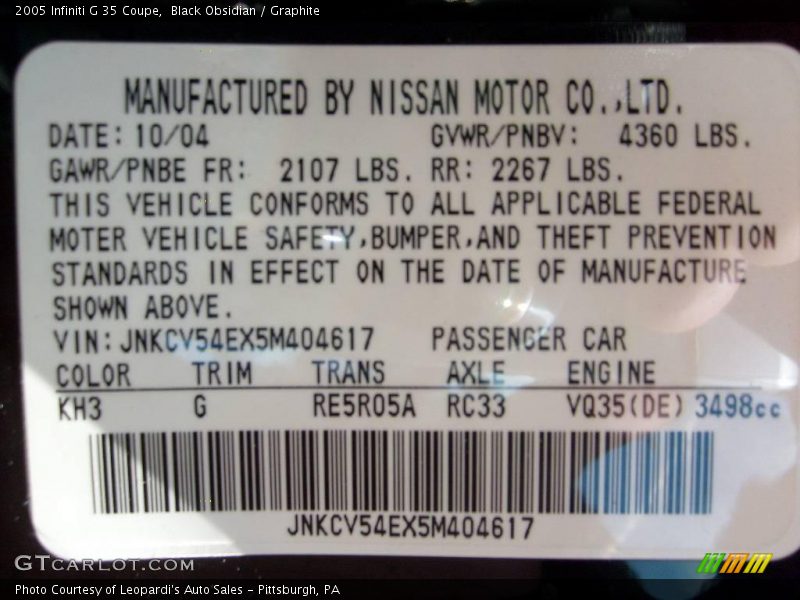 2005 Infiniti G 35 Coupe,  Black Obsidian / Graphite
MANUFACTURED BY NISSAN MOTOR CO.,LTD.
DATE: 10/04 GVWR/PNBV: 4360 LBS.
GAWR/PNBE FR: 2107 LBS. RR: 2267 LBS.
THIS VEHICLE CONFORMS TO ALL APPLICABLE FEDERAL
MOTER VEHICLE SAFETY,BUMPER,AND THEFT PREVENTION
STANDARDS IN EFFECT ON THE DATE OF MANUFACTURE
SHOWN ABOVE.
VIN: JNKCV54EX5M404617 PASSENGER CAR
COLOR TRIM TRANS AXLE ENGINE
KH3 G RE5R05A RC33 VQ35(DE) 3498cc
JNKCV54EX5M404617
GTCARLOT.COM
Photo Courtesy of Leopardi's Auto Sales - Pittsburgh, PA